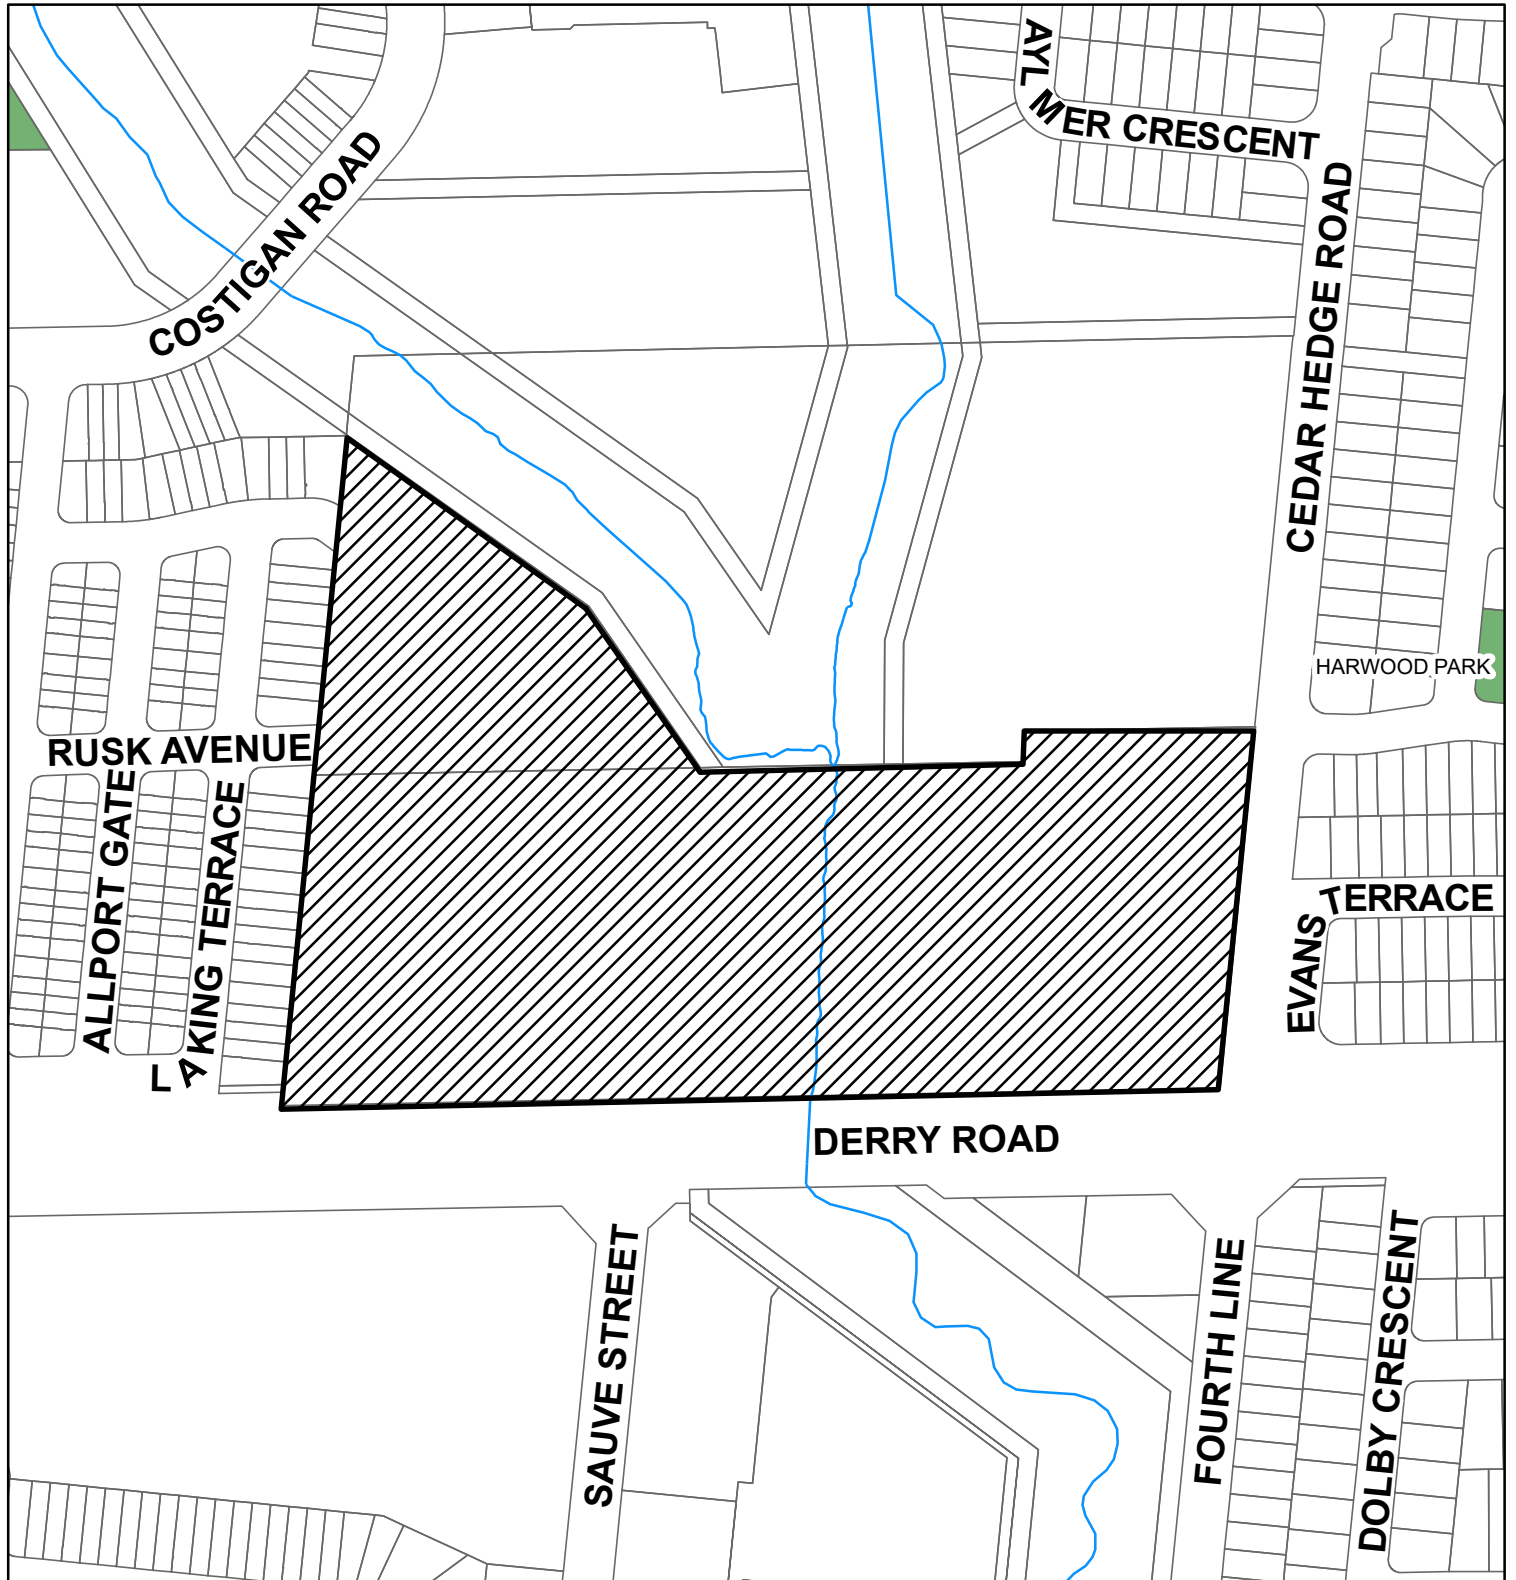 AYLMER CRESCENT
COSTIGAN ROAD
CEDAR HEDGE ROAD
HARWOOD PARK
RUSK AVENUE
ALLPORT GATE
LAKING TERRACE
EVANS TERRACE
DERRY ROAD
SAUVE STREET
FOURTH LINE
DOLBY CRESCENT